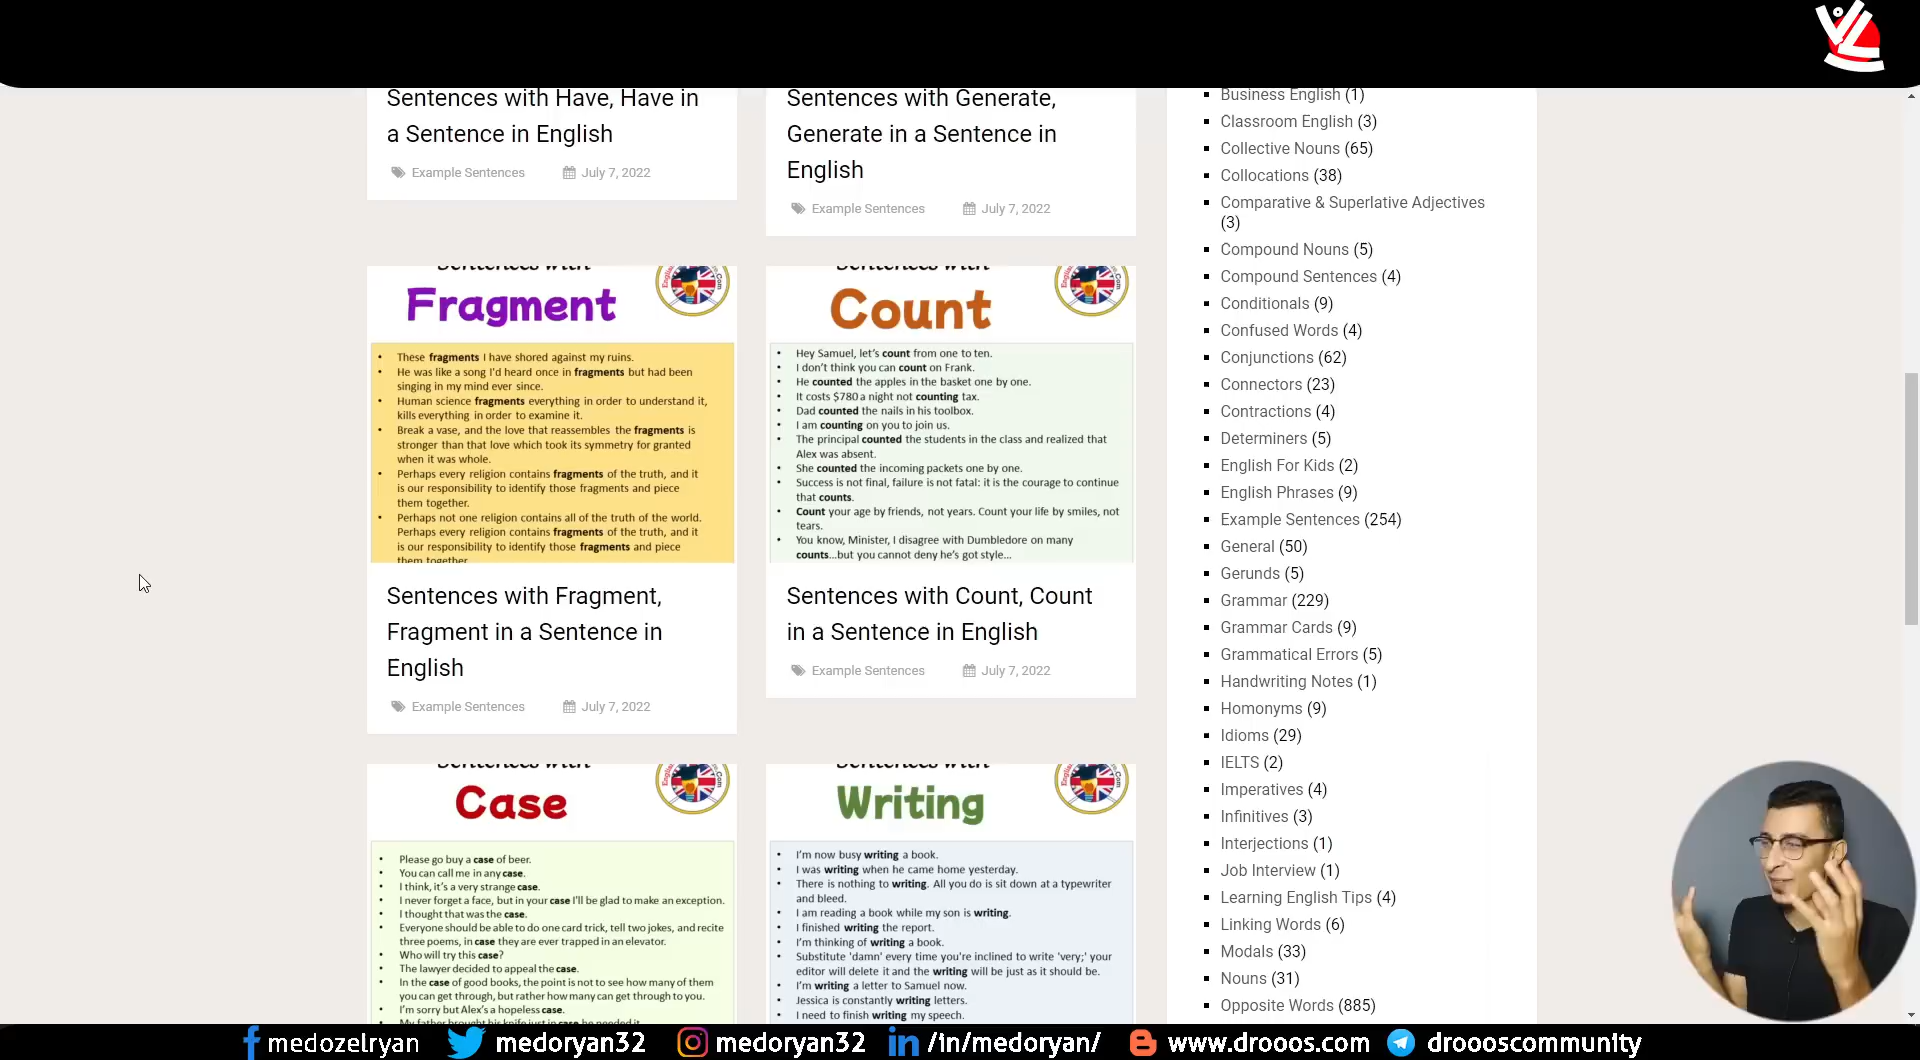 Sentences with Have, Have in
a Sentence in English
Example Sentences
July 7, 2022
Sentences with Generate,
Generate in a Sentence in
English
Example Sentences
July 7, 2022
Sentences with
Fragment
• These fragments I have shored against my ruins.
• He was like a song I'd heard once in fragments but had been
singing in my mind ever since.
• Human science fragments everything in order to understand it,
kills everything in order to examine it.
• Break a vase, and the love that reassembles the fragments is
stronger than that love which took its symmetry for granted
when it was whole.
• Perhaps every religion contains fragments of the truth, and it
is our responsibility to identify those fragments and piece
them together.
• Perhaps not one religion contains all of the truth of the world.
Perhaps every religion contains fragments of the truth, and it
is our responsibility to identify those fragments and piece
them together
Sentences with Fragment,
Fragment in a Sentence in
English
Example Sentences
July 7, 2022
Sentences with
Count
• Hey Samuel, let's count from one to ten.
• I don't think you can count on Frank.
• He counted the apples in the basket one by one.
• It costs $780 a night not counting tax.
• Dad counted the nails in his toolbox.
• I am counting on you to join us.
• The principal counted the students in the class and realized that
Alex was absent.
• She counted the incoming packets one by one.
• Success is not final, failure is not fatal: it is the courage to continue
that counts.
• Count your age by friends, not years. Count your life by smiles, not
tears.
• You know, Minister, I disagree with Dumbledore on many
counts...but you cannot deny he's got style...
Sentences with Count, Count
in a Sentence in English
Example Sentences
July 7, 2022
Sentences with
Case
• Please go buy a case of beer.
• You can call me in any case.
• I think, it's a very strange case.
• I never forget a face, but in your case I'll be glad to make an exception.
• I thought that was the case.
• Everyone should be able to do one card trick, tell two jokes, and recite
three poems, in case they are ever trapped in an elevator.
• Who will try this case?
• The lawyer decided to appeal the case.
• In the case of good books, the point is not to see how many of them
you can get through, but rather how many can get through to you.
• I'm sorry but Alex's a hopeless case.
• My father brought his knife just in case he needed it
Sentences with
Writing
• I'm now busy writing a book.
• I was writing when he came home yesterday.
• There is nothing to writing. All you do is sit down at a typewriter
and bleed.
• I am reading a book while my son is writing.
• I finished writing the report.
• I'm thinking of writing a book.
• Substitute 'damn' every time you're inclined to write 'very;' your
editor will delete it and the writing will be just as it should be.
• I'm writing a letter to Samuel now.
• Jessica is constantly writing letters.
• I need to finish writing my speech.
Business English (1)
Classroom English (3)
Collective Nouns (65)
Collocations (38)
Comparative & Superlative Adjectives
(3)
Compound Nouns (5)
Compound Sentences (4)
Conditionals (9)
Confused Words (4)
Conjunctions (62)
Connectors (23)
Contractions (4)
Determiners (5)
English For Kids (2)
English Phrases (9)
Example Sentences (254)
General (50)
Gerunds (5)
Grammar (229)
Grammar Cards (9)
Grammatical Errors (5)
Handwriting Notes (1)
Homonyms (9)
Idioms (29)
IELTS (2)
Imperatives (4)
Infinitives (3)
Interjections (1)
Job Interview (1)
Learning English Tips (4)
Linking Words (6)
Modals (33)
Nouns (31)
Opposite Words (885)
medozelryan
medoryan32
medoryan32
/in/medoryan/
www.drooos.com
droooscommunity